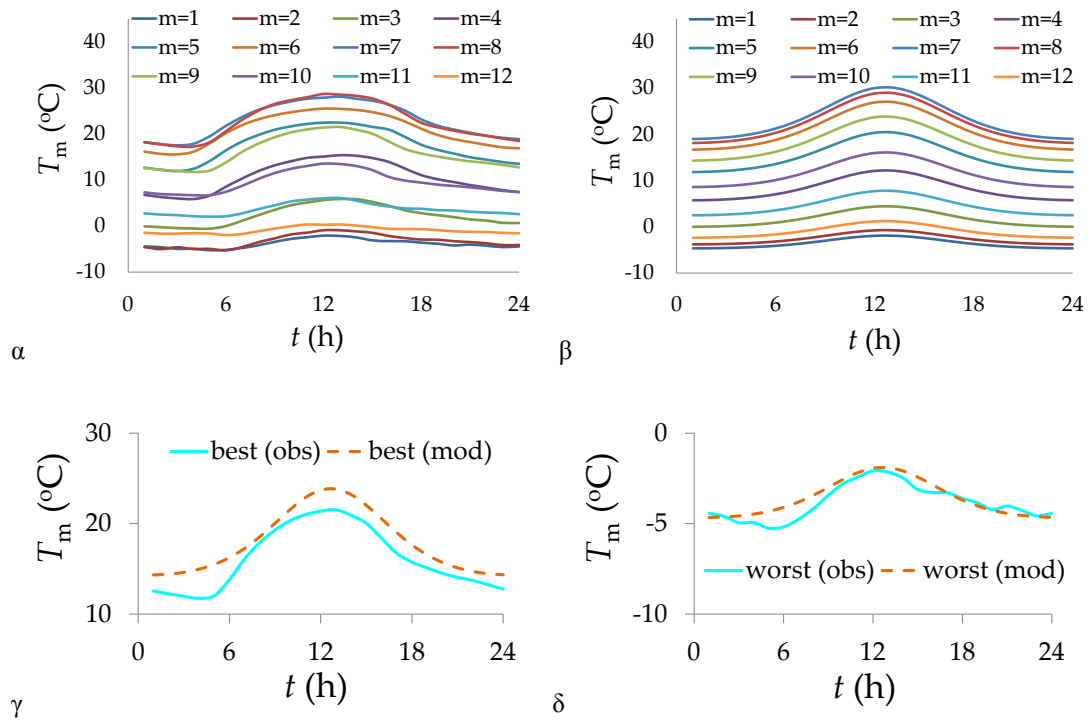 m=1 m=2 m=3 m=4
m=5 m=6 m=7 m=8
m=9 m=10 m=11 m=12
40
30
20
10
0
-10
Tm (oC)
0 6 12 18 24
t (h)
α
m=1 m=2 m=3 m=4
m=5 m=6 m=7 m=8
m=9 m=10 m=11 m=12
40
30
20
10
0
-10
Tm (oC)
0 6 12 18 24
t (h)
β
30
20
10
Tm (oC)
best (obs) best (mod)
0 6 12 18 24
t (h)
γ
0
-5
-10
Tm (oC)
worst (obs) worst (mod)
0 6 12 18 24
t (h)
δ